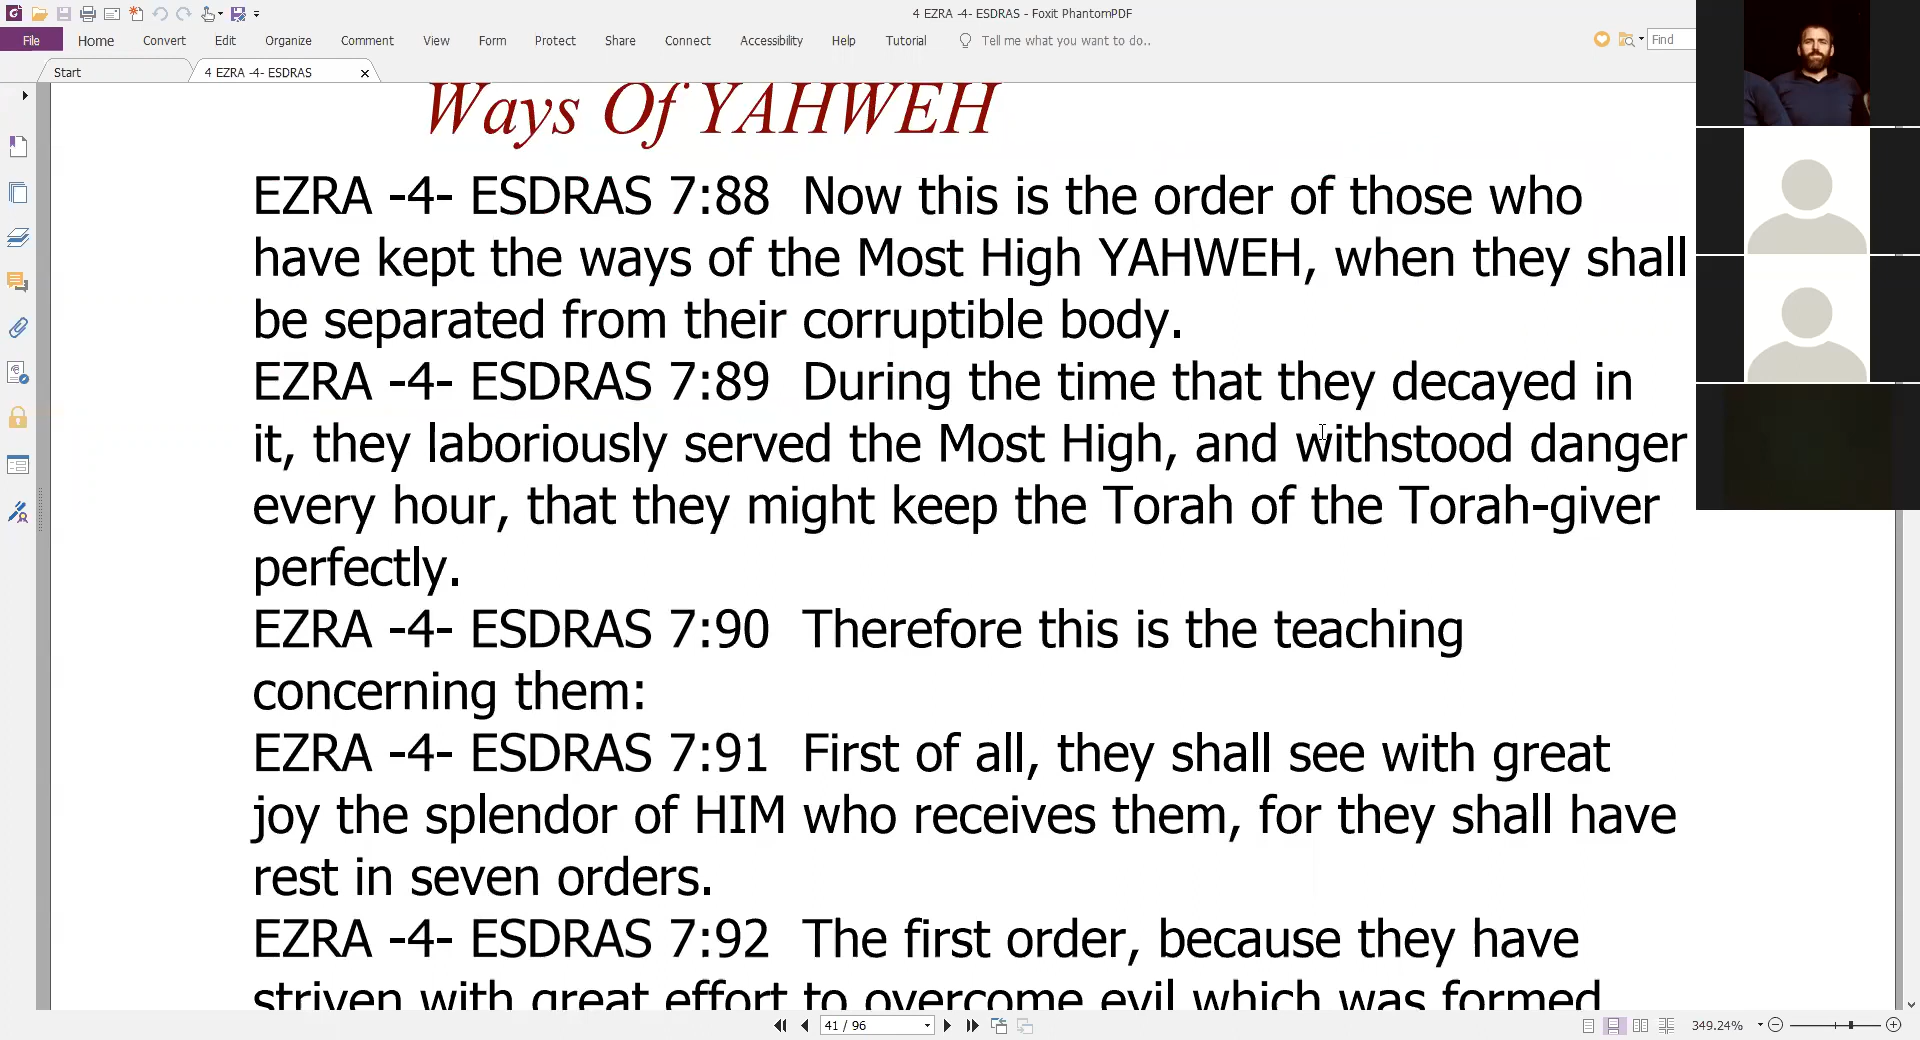 4 EZRA -4- ESDRAS - Foxit PhantomPDF
File Home Convert Edit Organize Comment View Form Protect Share Connect Accessibility Help Tutorial Tell me what you want to do.. Find
Start 4 EZRA -4- ESDRAS
Ways Of YAHWEH
EZRA -4- ESDRAS 7:88 Now this is the order of those who
have kept the ways of the Most High YAHWEH, when they shall
be separated from their corruptible body.
EZRA -4- ESDRAS 7:89 During the time that they decayed in
it, they laboriously served the Most High, and withstood danger
every hour, that they might keep the Torah of the Torah-giver
perfectly.
EZRA -4- ESDRAS 7:90 Therefore this is the teaching
concerning them:
EZRA -4- ESDRAS 7:91 First of all, they shall see with great
joy the splendor of HIM who receives them, for they shall have
rest in seven orders.
EZRA -4- ESDRAS 7:92 The first order, because they have
striven with great effort to overcome evil which was formed
41 / 96 349.24%